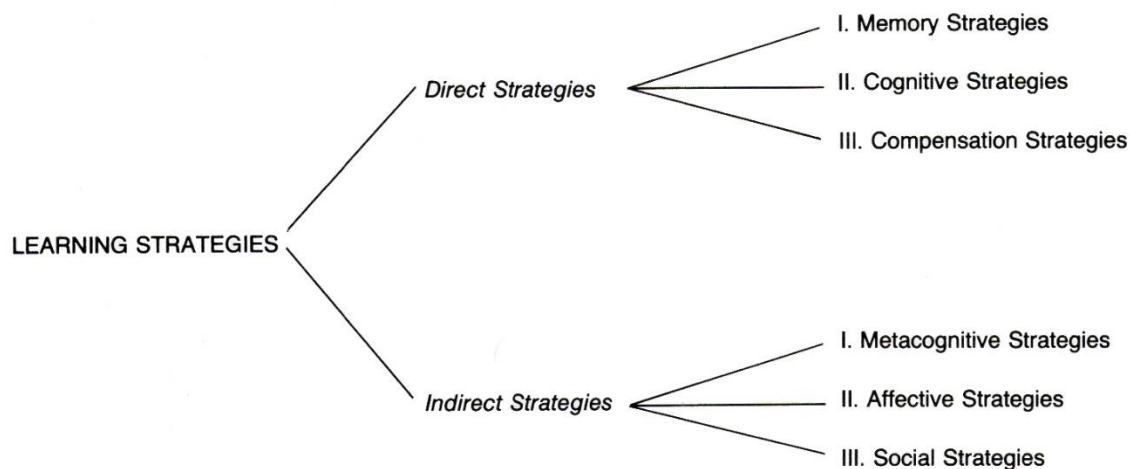 I. Memory Strategies
Direct Strategies
II. Cognitive Strategies
III. Compensation Strategies
LEARNING STRATEGIES
I. Metacognitive Strategies
Indirect Strategies
II. Affective Strategies
III. Social Strategies